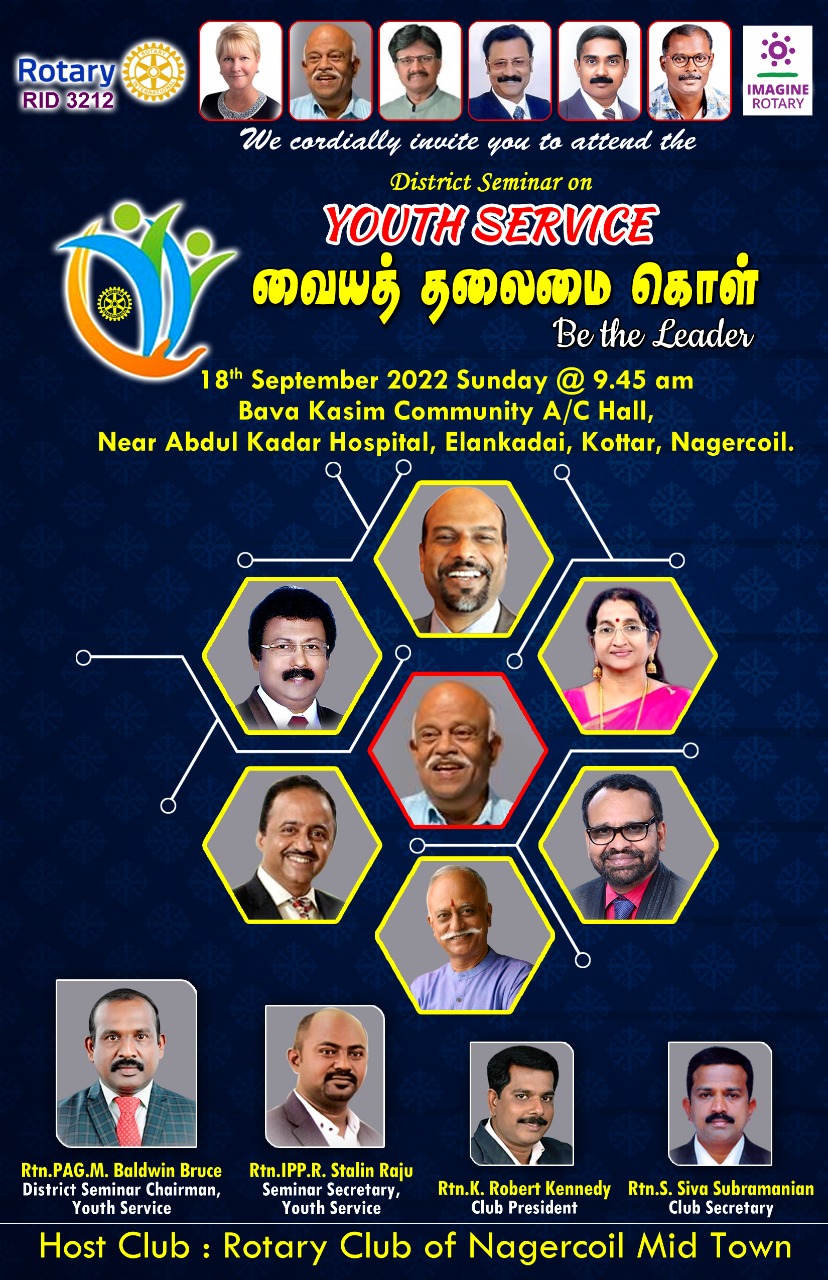 Rotary
RID 3212
ROTARY
INTERNATIONAL
IMAGINE
ROTARY
We cordially invite you to attend the
District Seminar on
YOUTH SERVICE
வையத் தலைமை கொள்
Be the Leader
18th September 2022 Sunday @ 9.45 am
Bava Kasim Community A/C Hall,
Near Abdul Kadar Hospital, Elankadai, Kottar, Nagercoil.
Rtn.PAG.M. Baldwin Bruce
District Seminar Chairman,
Youth Service
Rtn.IPP.R. Stalin Raju
Seminar Secretary,
Youth Service
Rtn.K. Robert Kennedy
Club President
Rtn.S. Siva Subramanian
Club Secretary
Host Club : Rotary Club of Nagercoil Mid Town